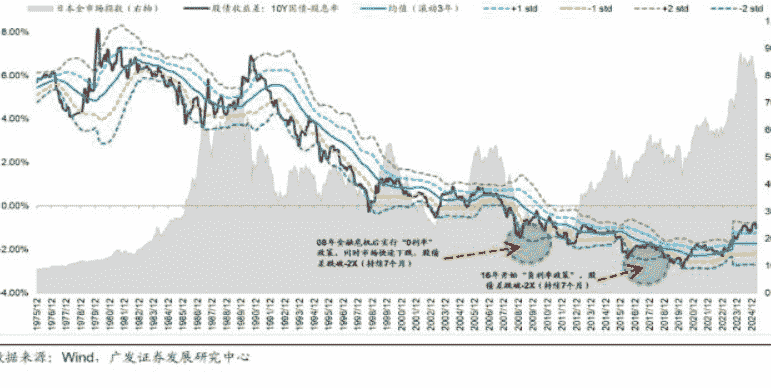 日本全市场指数（右轴） 股债收益差：10Y国债-股息率 均值（滚动3年） +1 std -1 std +2 std -2 std
8.00%
6.00%
4.00%
2.00%
0.00%
-2.00%
-4.00%
08年金融危机后实行“0利率”
政策，同时市场快速下跌，股债
差跌破-2X（持续7个月）
16年开始“负利率政策”，股
债差跌破-2X（持续7个月）
1975/12 1976/12 1977/12 1978/12 1979/12 1980/12 1981/12 1982/12 1983/12 1984/12 1985/12 1986/12 1987/12 1988/12 1989/12 1990/12 1991/12 1992/12 1993/12 1994/12 1995/12 1996/12 1997/12 1998/12 1999/12 2000/12 2001/12 2002/12 2003/12 2004/12 2005/12 2006/12 2007/12 2008/12 2009/12 2010/12 2011/12 2012/12 2013/12 2014/12 2015/12 2016/12 2017/12 2018/12 2019/12 2020/12 2021/12 2022/12 2023/12 2024/12
数据来源：Wind，广发证券发展研究中心